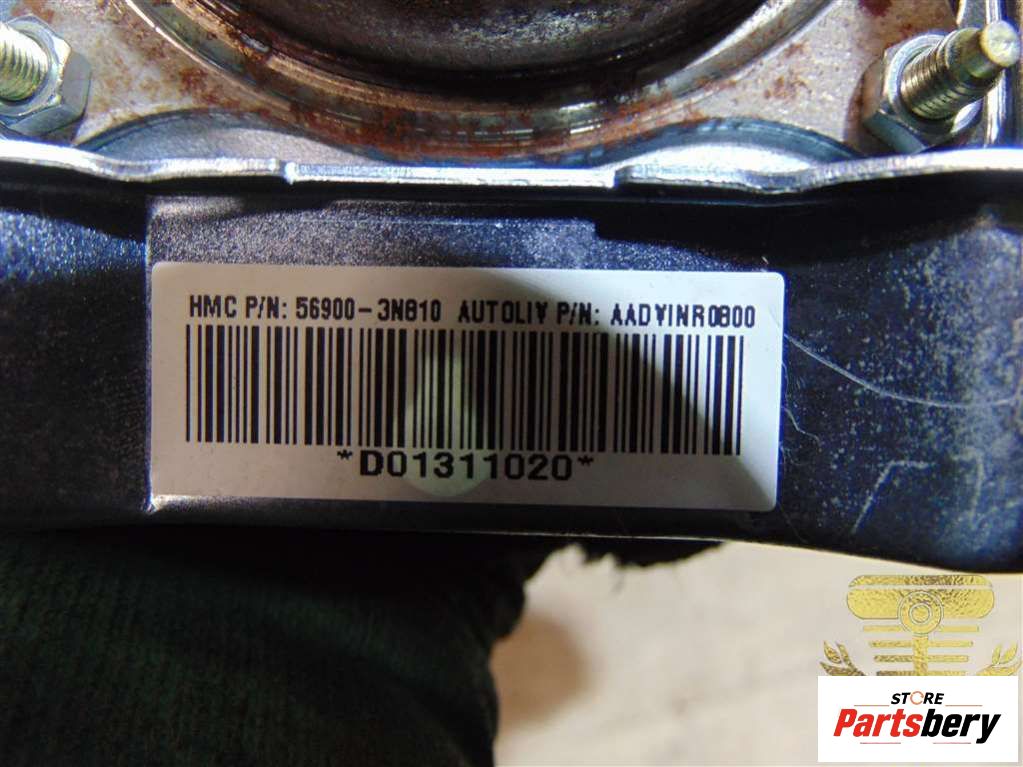 HMC P/N: 56900-3N810 AUTOLIV P/N: AADVINR0800
*D01311020*
STORE
Partsbery